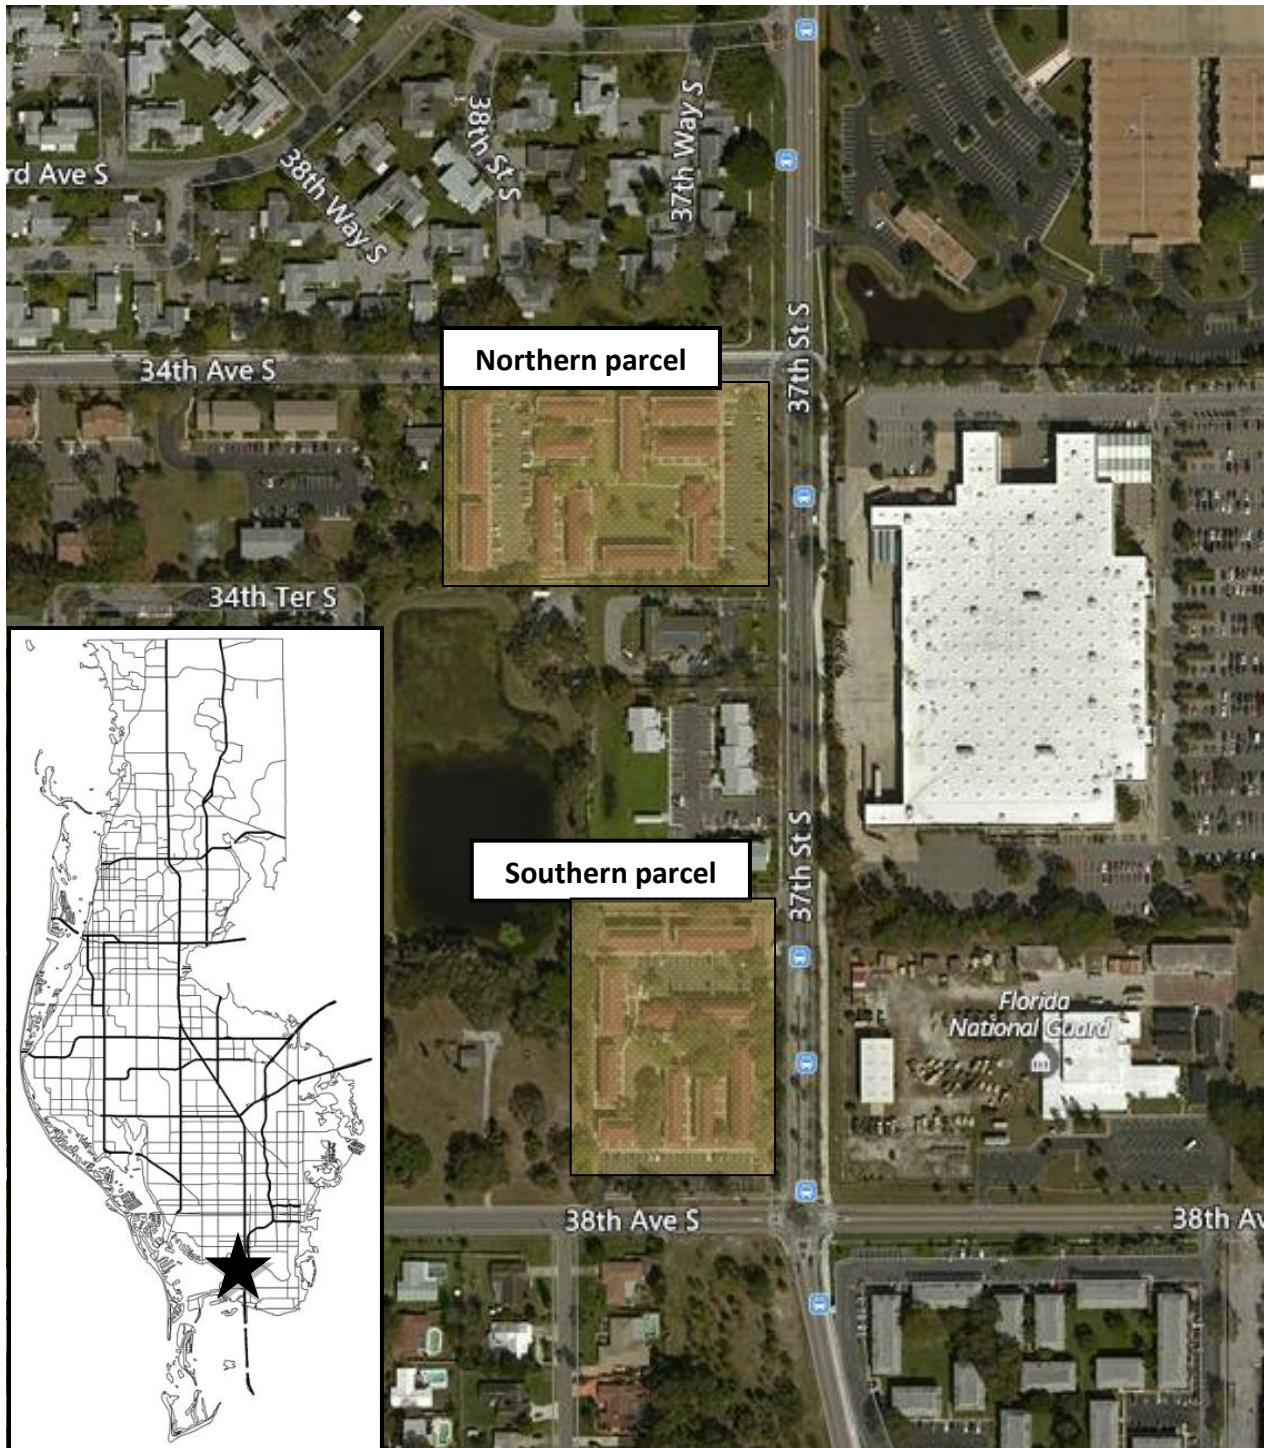 38th St S
37th Way S
rd Ave S
38th Way S
37th St S
Northern parcel
34th Ave S
34th Ter S
37th St S
Southern parcel
Florida
National Guard
38th Ave S
38th Av